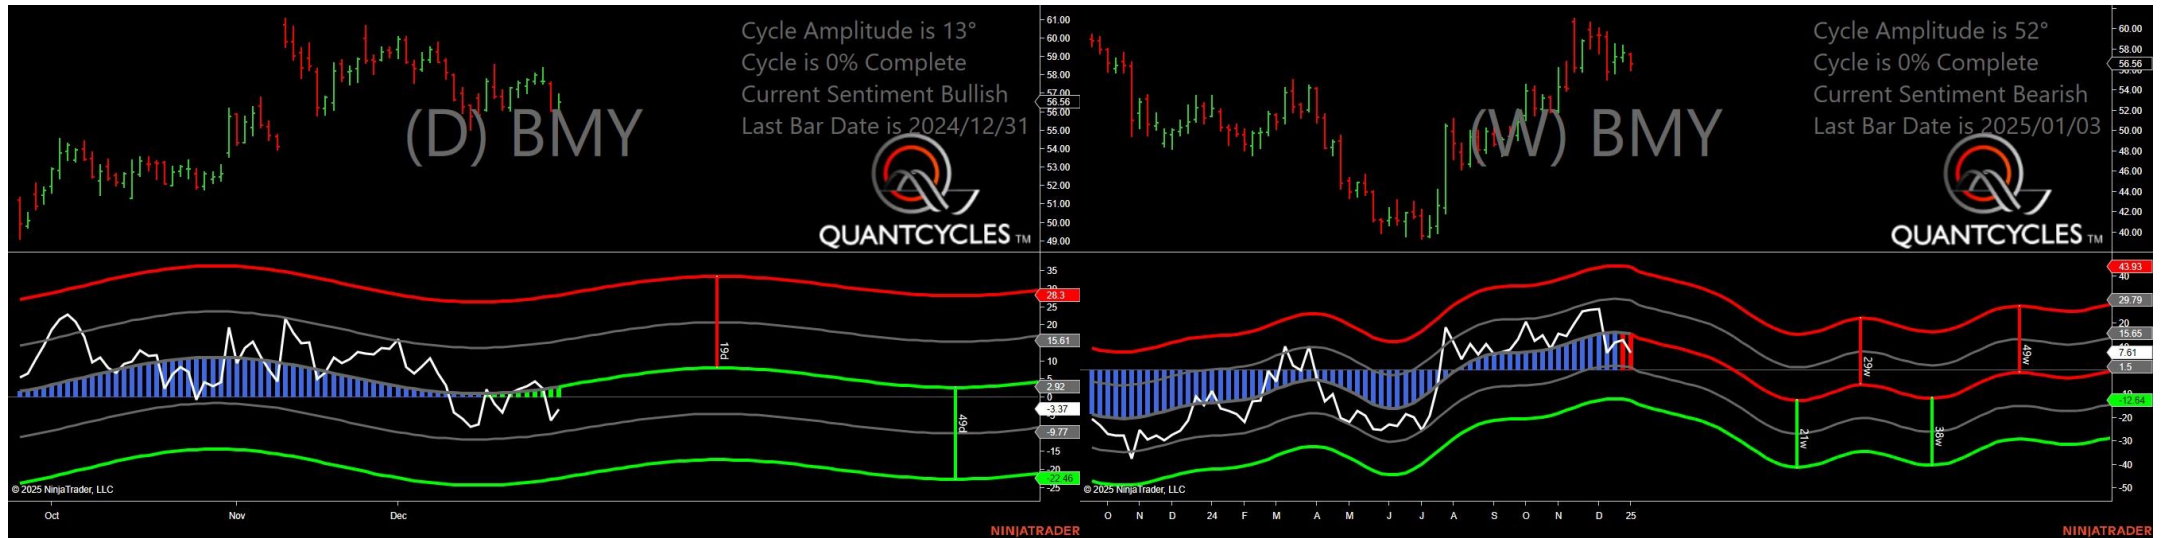 Cycle Amplitude is 13°
Cycle is 0% Complete
Current Sentiment Bullish
Last Bar Date is 2024/12/31
(D) BMY
QUANTCYCLES TM
61.00
60.00
59.00
58.00
57.00
56.56
56.00
55.00
54.00
53.00
52.00
51.00
50.00
49.00
35
28.3
25
20
15.61
10
5
2.92
0
-3.37
-9.77
-15
-20
-22.46
-25
19d
49d
© 2025 NinjaTrader, LLC
Oct
Nov
Dec
NINJATRADER
Cycle Amplitude is 52°
Cycle is 0% Complete
Current Sentiment Bearish
Last Bar Date is 2025/01/03
(W) BMY
QUANTCYCLES TM
60.00
58.00
56.56
56.00
54.00
52.00
50.00
48.00
46.00
44.00
42.00
40.00
43.93
40
29.79
20
15.65
7.61
1.5
-10
-12.64
-20
-30
-40
-50
29w
49w
21w
38w
© 2025 NinjaTrader, LLC
O
N
D
24
F
M
A
M
J
J
A
S
O
N
D
25
NINJATRADER